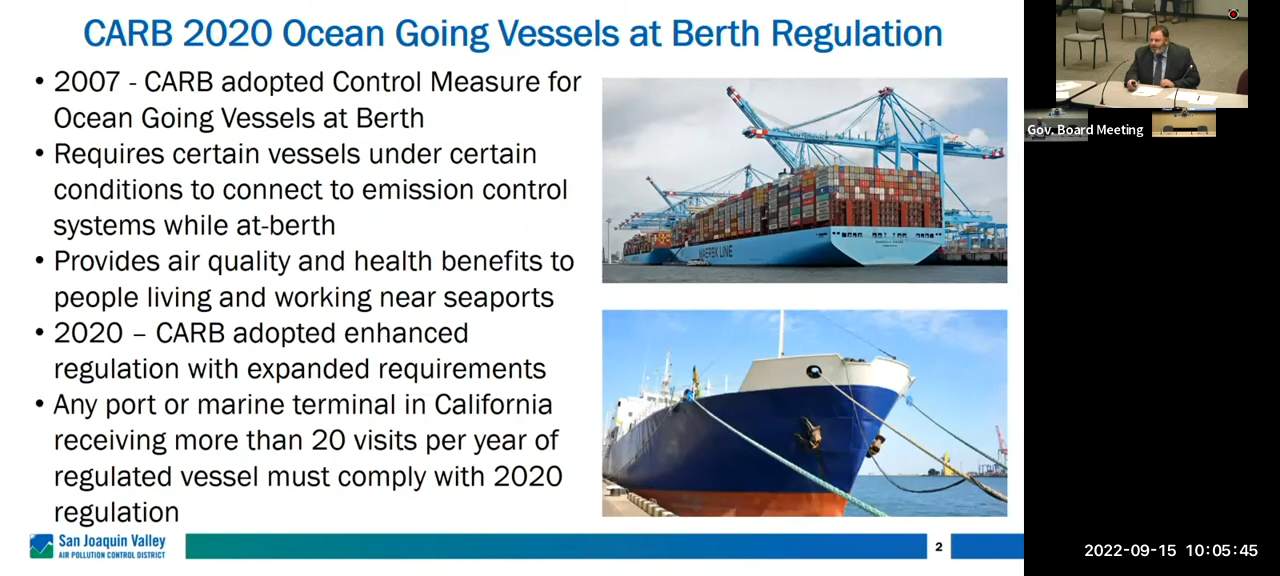 CARB 2020 Ocean Going Vessels at Berth Regulation
• 2007 - CARB adopted Control Measure for
Ocean Going Vessels at Berth
• Requires certain vessels under certain
conditions to connect to emission control
systems while at-berth
• Provides air quality and health benefits to
people living and working near seaports
• 2020 – CARB adopted enhanced
regulation with expanded requirements
• Any port or marine terminal in California
receiving more than 20 visits per year of
regulated vessel must comply with 2020
regulation
MAERSK LINE
San Joaquin Valley
AIR POLLUTION CONTROL DISTRICT
2
Gov. Board Meeting
2022-09-15 10:05:45